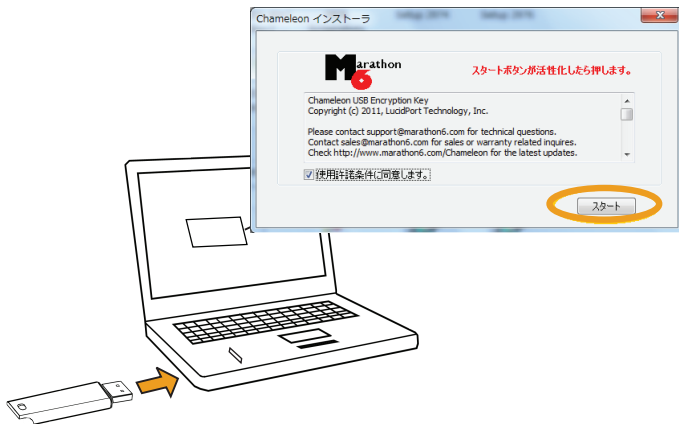 Chameleon インストーラ
Marathon
6
スタートボタンが活性化したら押します。
Chameleon USB Encryption Key
Copyright (c) 2011, LucidPort Technology, Inc.
Please contact support@marathon6.com for technical questions.
Contact sales@marathon6.com for sales or warranty related inquires.
Check http://www.marathon6.com/Chameleon for the latest updates.
使用許諾条件に同意します。
スタート